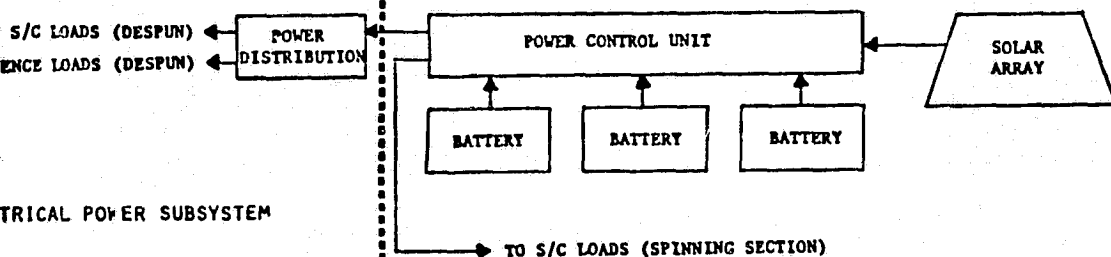 S/C LOADS (DESPUN)
ENCE LOADS (DESPUN)
POWER
DISTRIBUTION
POWER CONTROL UNIT
SOLAR
ARRAY
BATTERY
BATTERY
BATTERY
TRICAL POWER SUBSYSTEM
TO S/C LOADS (SPINNING SECTION)